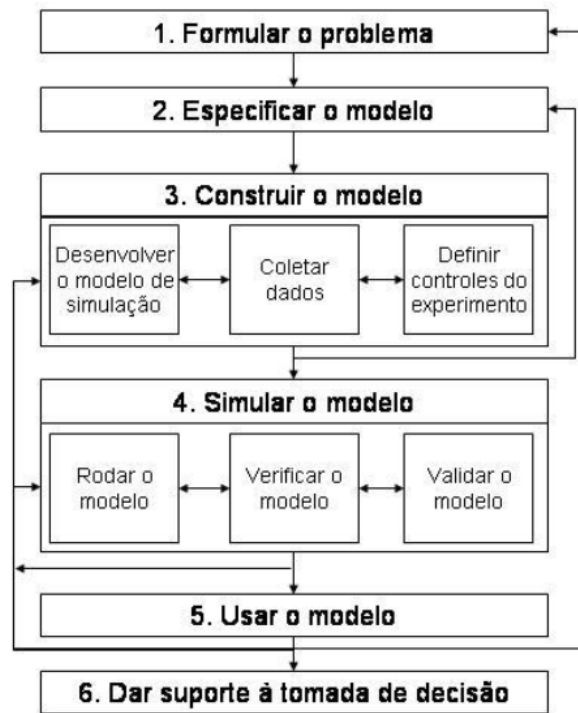 1. Formular o problema
2. Especificar o modelo
3. Construir o modelo
Desenvolver
o modelo de
simulação
Coletar
dados
Definir
controles do
experimento
4. Simular o modelo
Rodar o
modelo
Verificar o
modelo
Validar o
modelo
5. Usar o modelo
6. Dar suporte à tomada de decisão